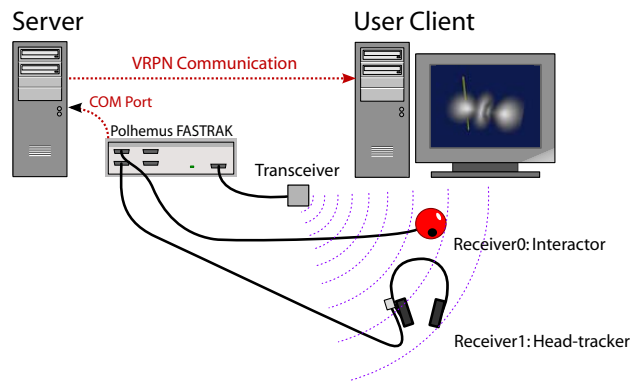 Server
User Client
VRPN Communication
COM Port
Polhemus FASTRAK
Transceiver
Receiver0: Interactor
Receiver1: Head-tracker